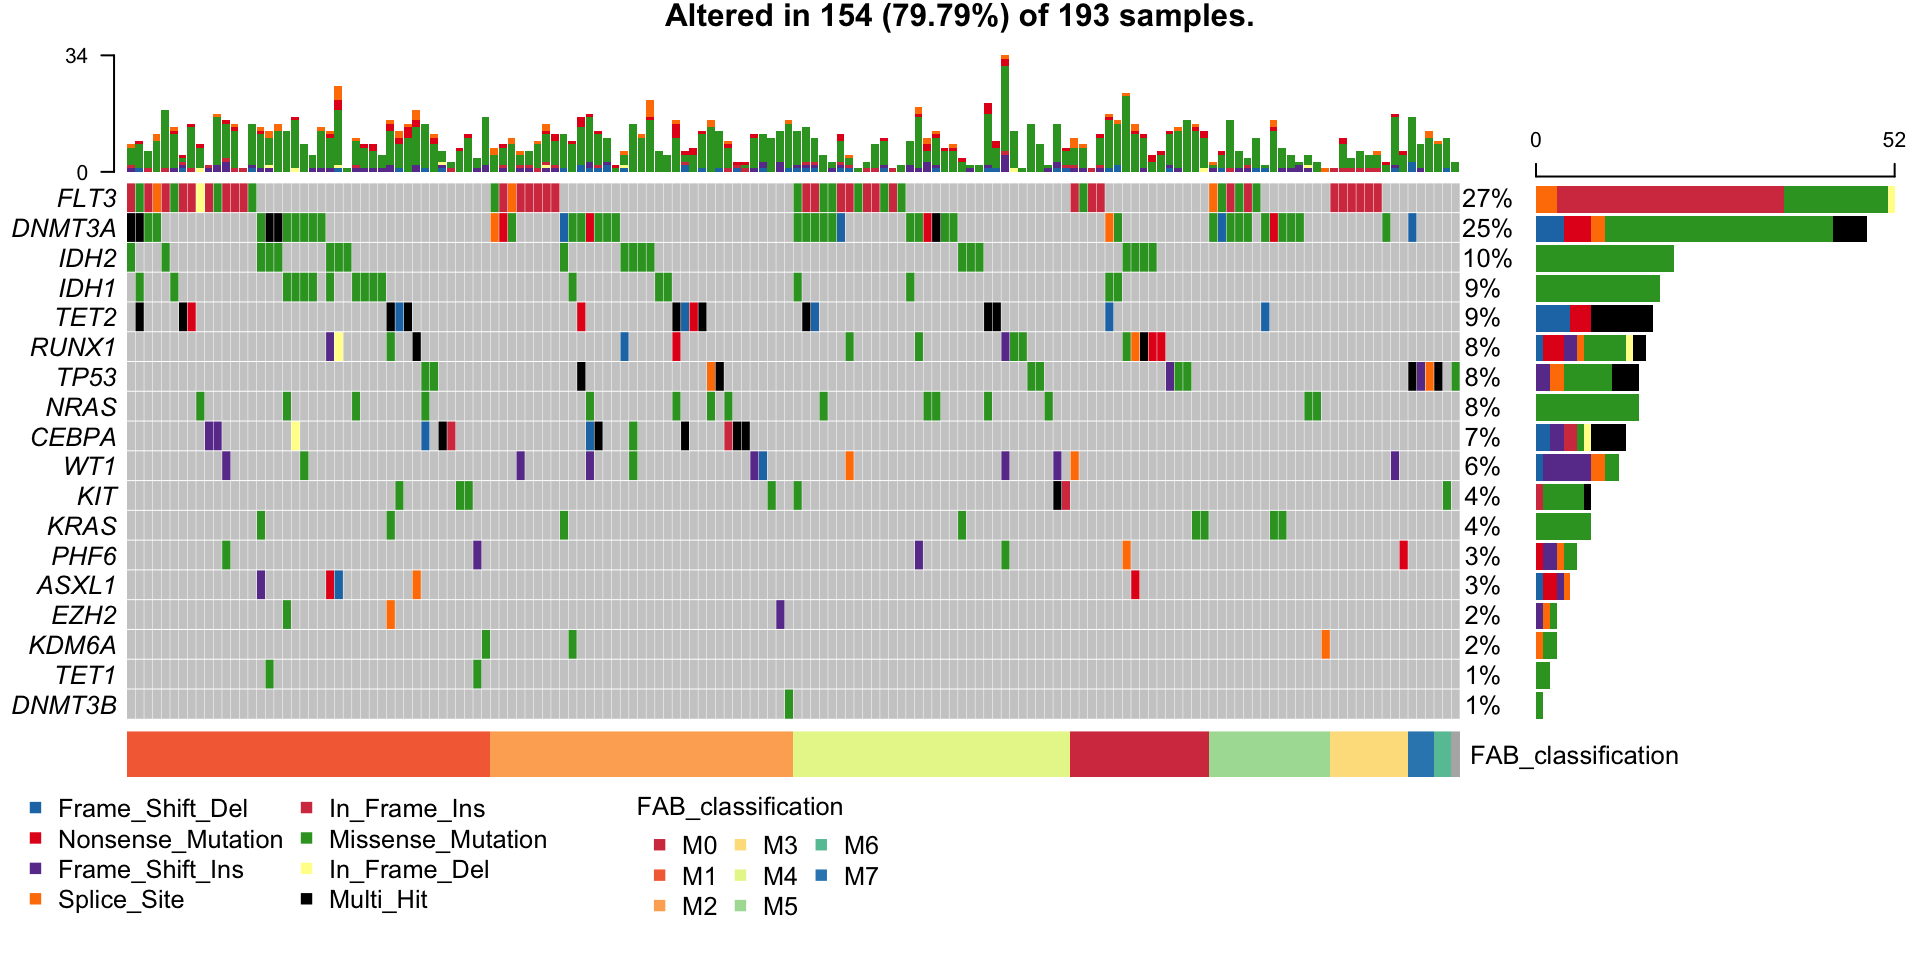 Altered in 154 (79.79%) of 193 samples.
34
0
0 52
FLT3 27%
DNMT3A 25%
IDH2 10%
IDH1 9%
TET2 9%
RUNX1 8%
TP53 8%
NRAS 8%
CEBPA 7%
WT1 6%
KIT 4%
KRAS 4%
PHF6 3%
ASXL1 3%
EZH2 2%
KDM6A 2%
TET1 1%
DNMT3B 1%
FAB_classification
Frame_Shift_Del
Nonsense_Mutation
Frame_Shift_Ins
Splice_Site
In_Frame_Ins
Missense_Mutation
In_Frame_Del
Multi_Hit
FAB_classification
M0 M3 M6
M1 M4 M7
M2 M5